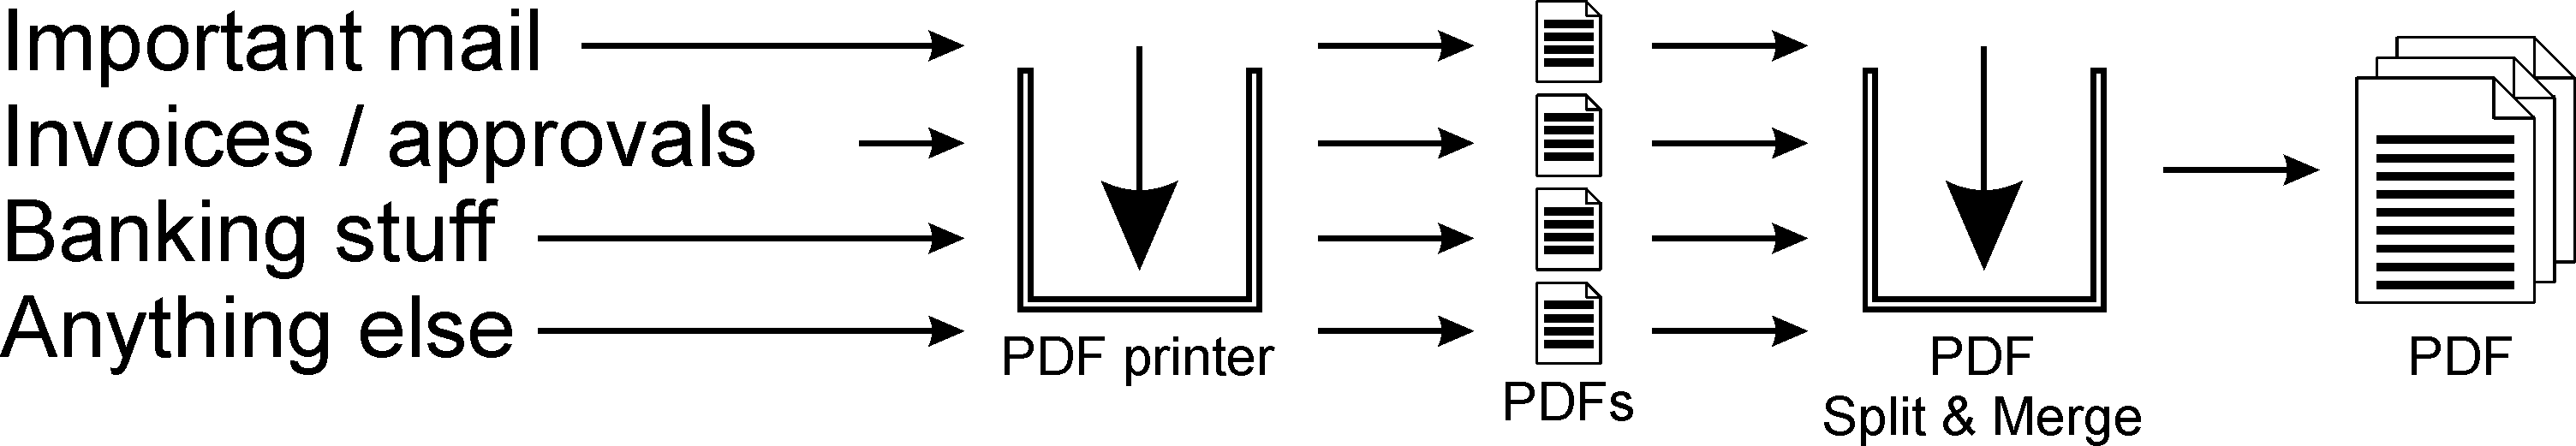 Important mail
Invoices / approvals
Banking stuff
Anything else
PDF printer
PDFs
PDF
Split & Merge
PDF